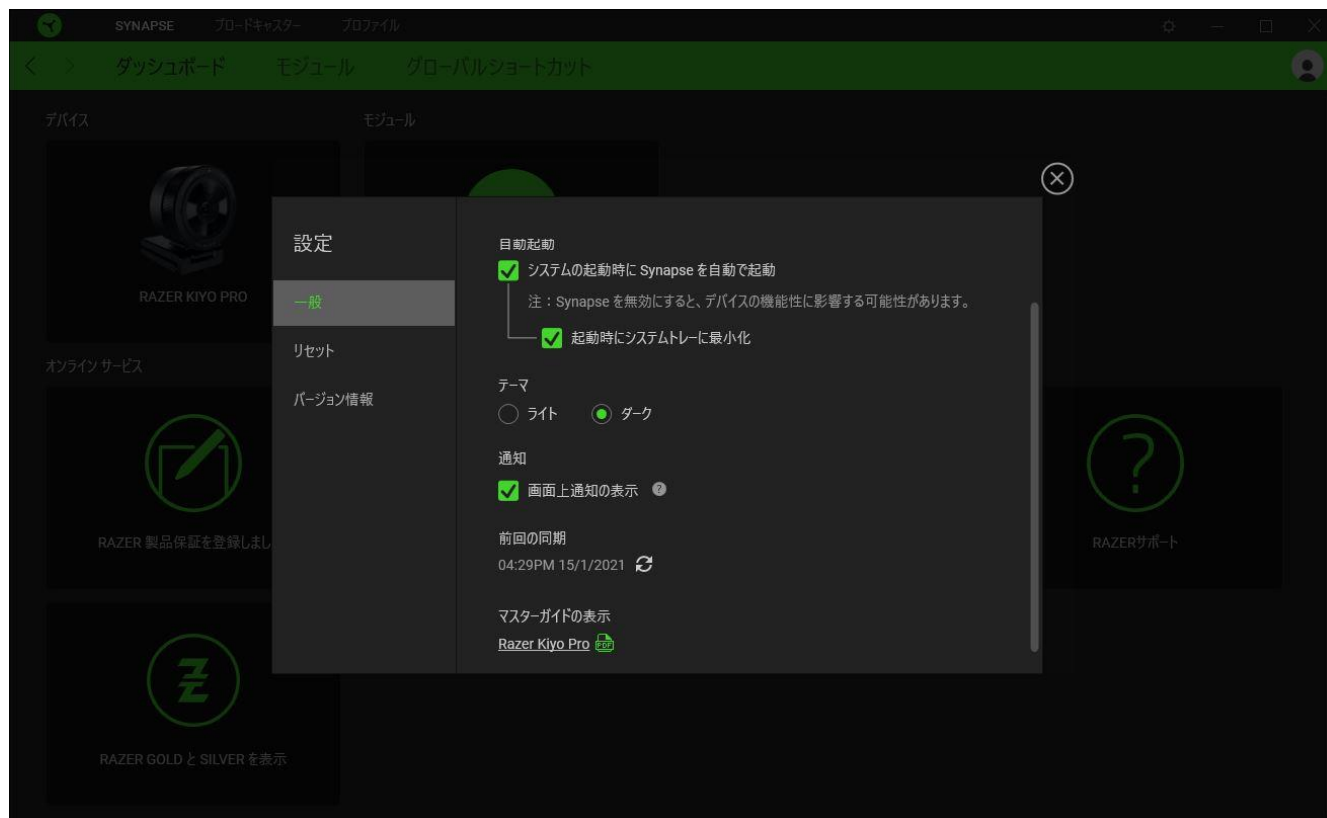 SYNAPSE ブロードキャスター プロファイル
ダッシュボード モジュール グローバルショートカット
デバイス
モジュール
RAZER KIYO PRO
オンライン サービス
RAZER 製品保証を登録しまし
RAZERサポート
RAZER GOLD と SILVER を表示
設定
一般
リセット
バージョン情報
自動起動
システムの起動時に Synapse を自動で起動
注：Synapse を無効にすると、デバイスの機能性に影響する可能性があります。
起動時にシステムトレーに最小化
テーマ
ライト ダーク
通知
画面上通知の表示 ?
前回の同期
04:29PM 15/1/2021
マスターガイドの表示
Razer Kiyo Pro PDF